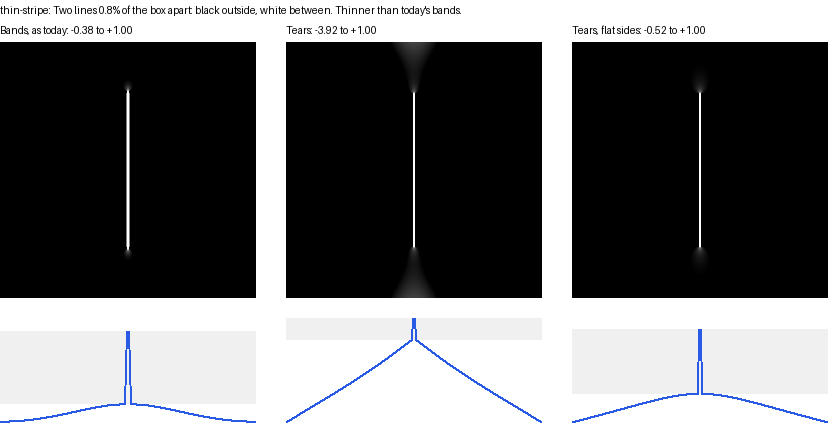 thin-stripe: Two lines 0.8% of the box apart: black outside, white between. Thinner than today's bands.
Bands, as today: -0.38 to +1.00
Tears: -3.92 to +1.00
Tears, flat sides: -0.52 to +1.00